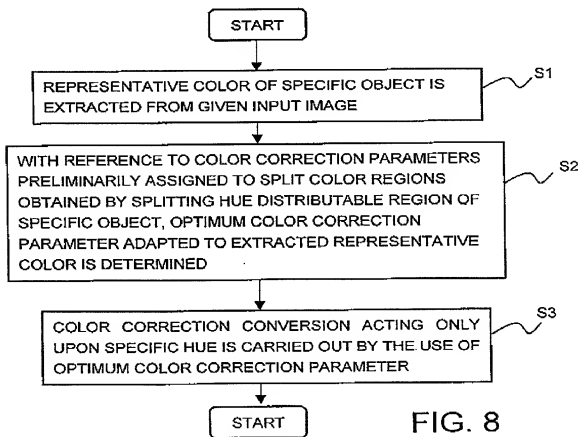 START
REPRESENTATIVE COLOR OF SPECIFIC OBJECT IS
EXTRACTED FROM GIVEN INPUT IMAGE
S1
WITH REFERENCE TO COLOR CORRECTION PARAMETERS
PRELIMINARILY ASSIGNED TO SPLIT COLOR REGIONS
OBTAINED BY SPLITTING HUE DISTRIBUTABLE REGION OF
SPECIFIC OBJECT, OPTIMUM COLOR CORRECTION
PARAMETER ADAPTED TO EXTRACTED REPRESENTATIVE
COLOR IS DETERMINED
S2
COLOR CORRECTION CONVERSION ACTING ONLY
UPON SPECIFIC HUE IS CARRIED OUT BY THE USE OF
OPTIMUM COLOR CORRECTION PARAMETER
S3
START
FIG. 8